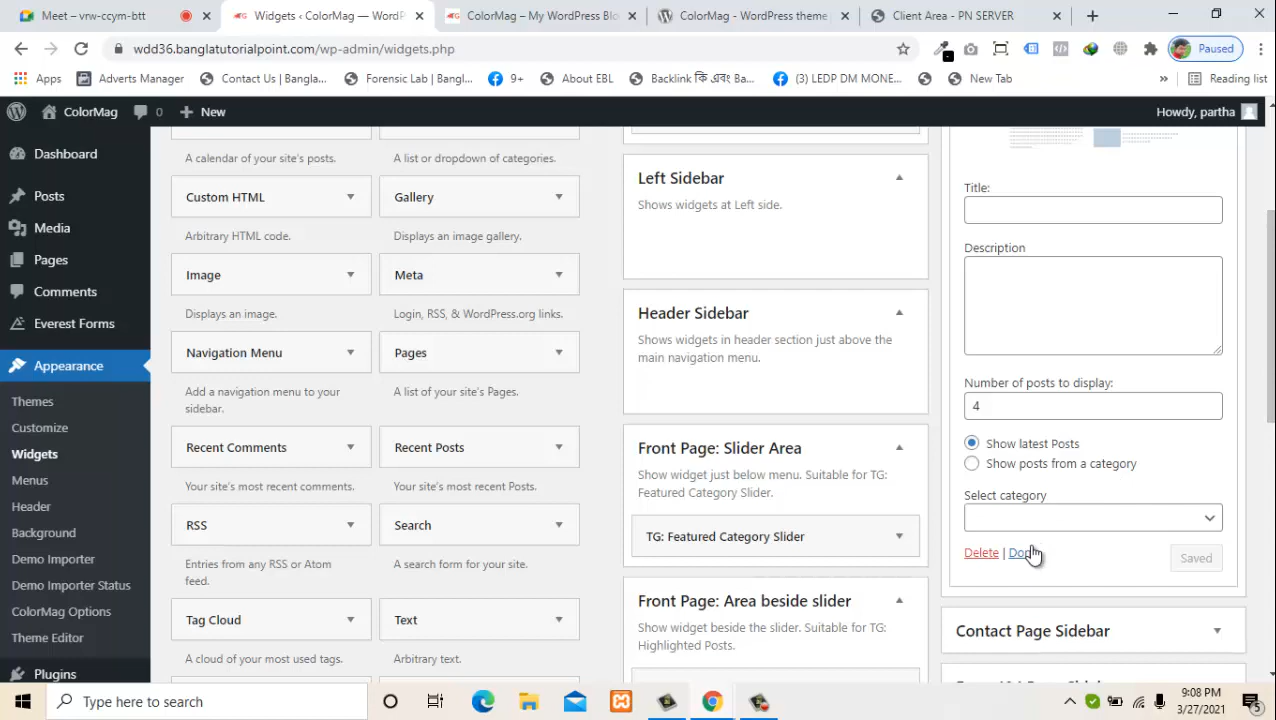 Meet – vrw-ccym-btt
Widgets ‹ ColorMag — WordP
ColorMag – My WordPress Blo
ColorMag - WordPress theme
Client Area - PN SERVER
wdd36.banglatutorialpoint.com/wp-admin/widgets.php
Paused
Apps
Adverts Manager
Contact Us | Bangla...
Forensic Lab | Bangl...
9+
About EBL
Backlink কি এবং Ba...
(3) LEDP DM MONE...
New Tab
»
Reading list
ColorMag
0
New
Howdy, partha
Dashboard
Posts
Media
Pages
Comments
Everest Forms
Appearance
Themes
Customize
Widgets
Menus
Header
Background
Demo Importer
Demo Importer Status
ColorMag Options
Theme Editor
Plugins
A calendar of your site's posts.
A list or dropdown of categories.
Custom HTML
Gallery
Arbitrary HTML code.
Displays an image gallery.
Image
Meta
Displays an image.
Login, RSS, & WordPress.org links.
Navigation Menu
Pages
Add a navigation menu to your
sidebar.
A list of your site's Pages.
Recent Comments
Recent Posts
Your site's most recent comments.
Your site's most recent Posts.
RSS
Search
Entries from any RSS or Atom
feed.
A search form for your site.
Tag Cloud
Text
A cloud of your most used tags.
Arbitrary text.
Left Sidebar
Shows widgets at Left side.
Header Sidebar
Shows widgets in header section just above the
main navigation menu.
Front Page: Slider Area
Show widget just below menu. Suitable for TG:
Featured Category Slider.
TG: Featured Category Slider
Front Page: Area beside slider
Show widget beside the slider. Suitable for TG:
Highlighted Posts.
Title:
Description
Number of posts to display:
4
Show latest Posts
Show posts from a category
Select category
Delete |
Saved
Contact Page Sidebar
Type here to search
9:08 PM
3/27/2021
5